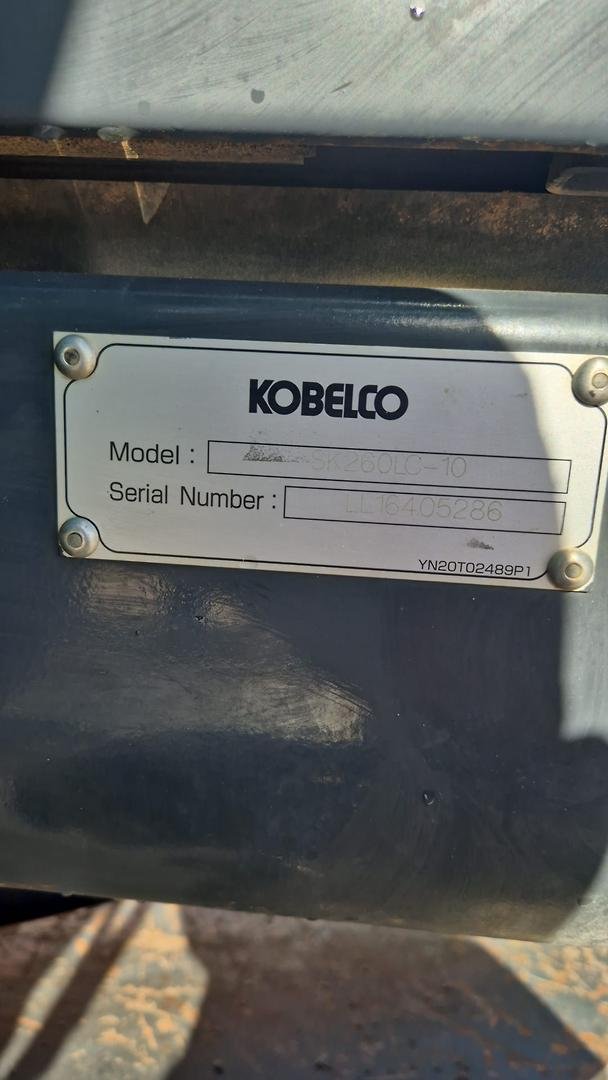 KOBELCO
Model : SK260LC-10
Serial Number : LL16405286
YN20T02489P1